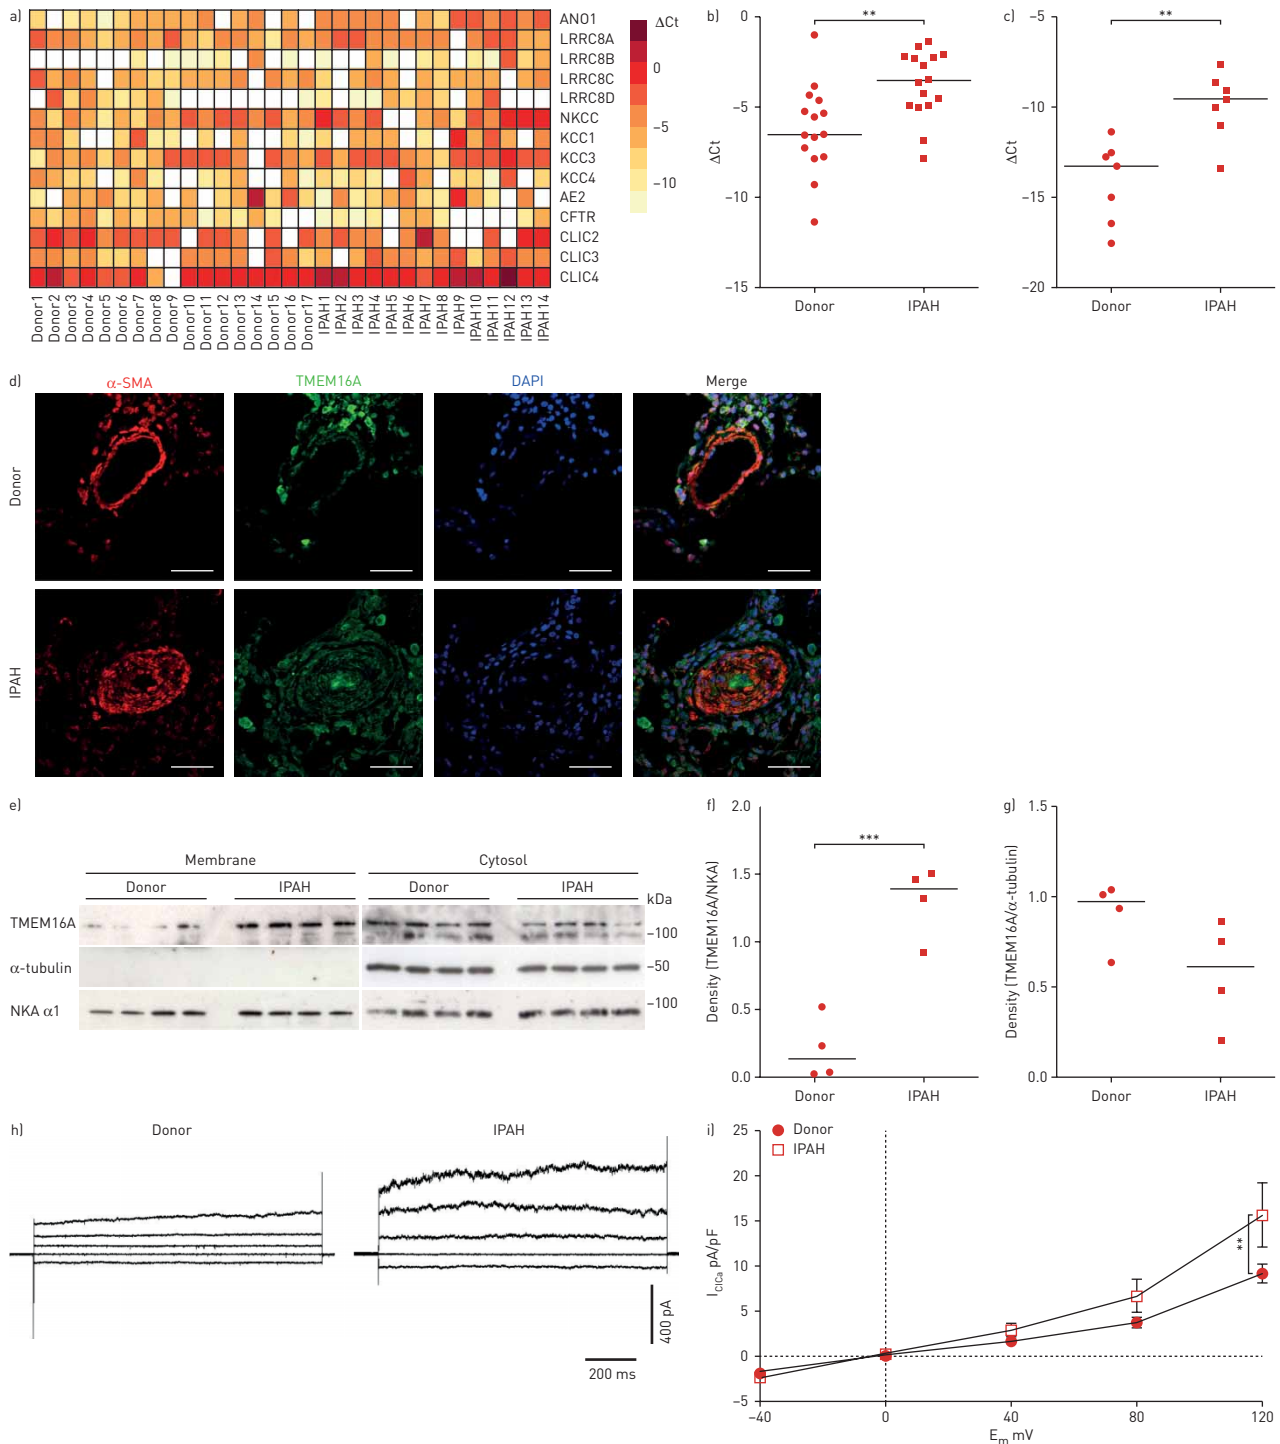 a)
ANO1
LRRC8A
LRRC8B
LRRC8C
LRRC8D
NKCC
KCC1
KCC3
KCC4
AE2
CFTR
CLIC2
CLIC3
CLIC4
ΔCt
0
−5
−10
Donor1
Donor2
Donor3
Donor4
Donor5
Donor6
Donor7
Donor8
Donor9
Donor10
Donor11
Donor12
Donor13
Donor14
Donor15
Donor16
Donor17
IPAH1
IPAH2
IPAH3
IPAH4
IPAH5
IPAH6
IPAH7
IPAH8
IPAH9
IPAH10
IPAH11
IPAH12
IPAH13
IPAH14
b)
0
−5
−10
−15
ΔCt
**
Donor IPAH
c)
−5
−10
−15
−20
ΔCt
**
Donor IPAH
d)
α-SMA TMEM16A DAPI Merge
Donor
IPAH
e)
Membrane Cytosol
Donor IPAH Donor IPAH
kDa
TMEM16A −100
α-tubulin −50
NKA α1 −100
f)
2.0
1.5
1.0
0.5
0.0
Density (TMEM16A/NKA)
***
Donor IPAH
g)
1.5
1.0
0.5
0.0
Density (TMEM16A/α-tubulin)
Donor IPAH
h)
Donor IPAH
400 pA
200 ms
i)
Donor
IPAH
25
20
15
10
5
0
−5
I_ClCa pA/pF
**
−40 0 40 80 120
E_m mV